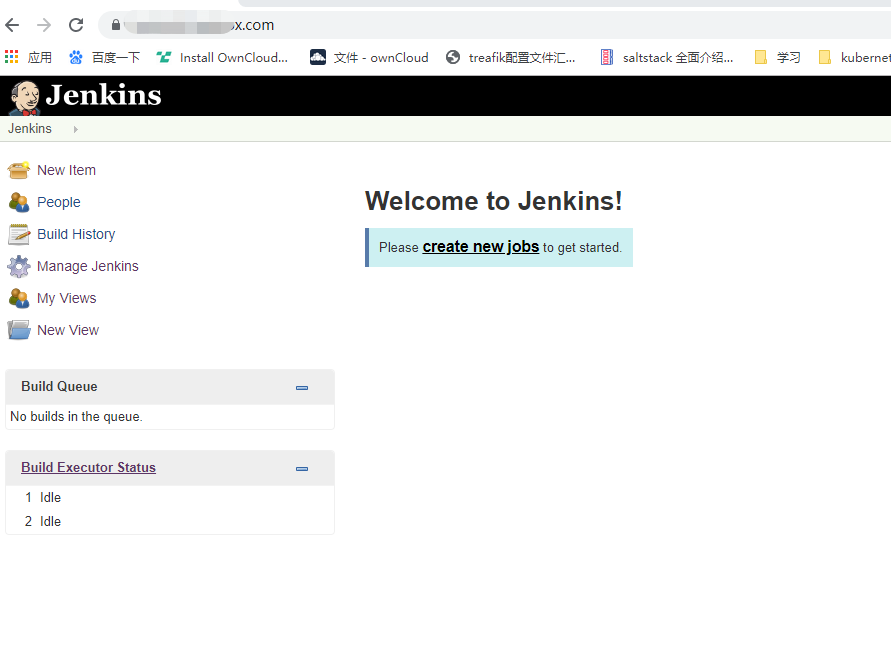 x.com
应用 百度一下 Install OwnCloud... 文件 - ownCloud treafik配置文件汇... saltstack 全面介绍... 学习 kubernet
Jenkins
Jenkins
New Item
People
Build History
Manage Jenkins
My Views
New View
Welcome to Jenkins!
Please create new jobs to get started.
Build Queue
No builds in the queue.
Build Executor Status
1 Idle
2 Idle